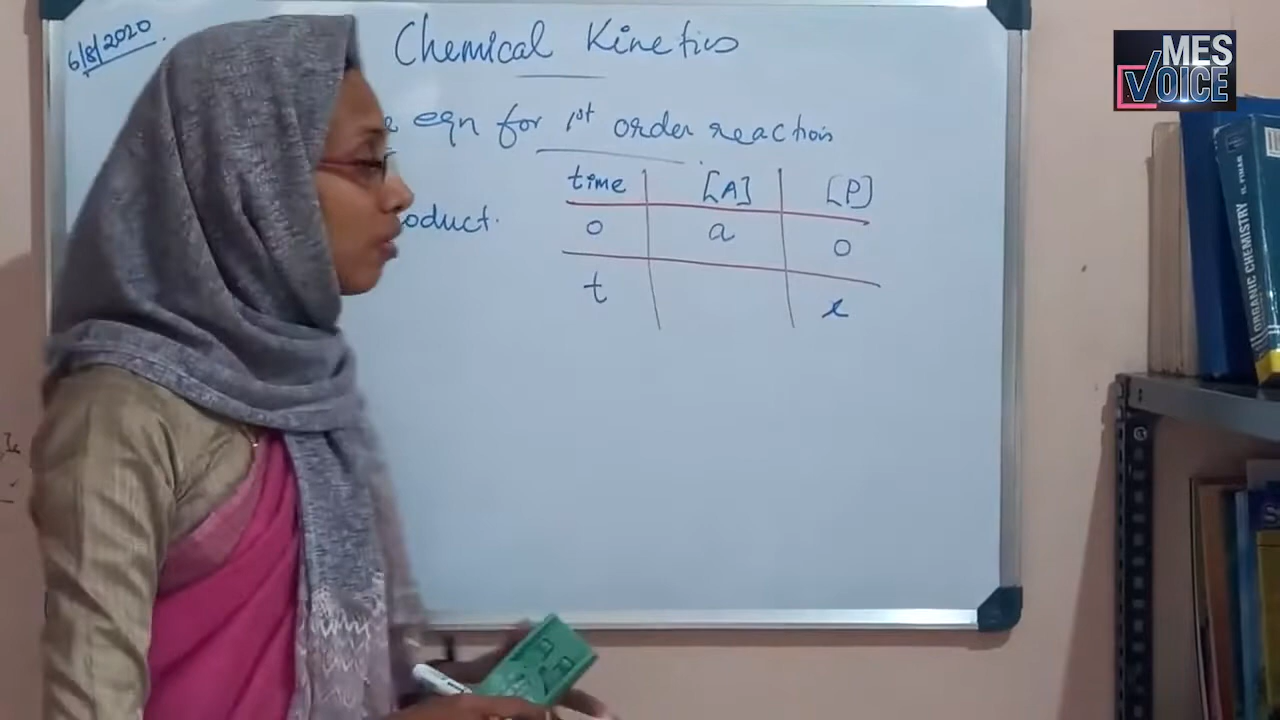 6/8/2020
Chemical Kinetics
eqn for 1st order reaction
oduct.
time [A] [P]
0 a 0
t x
MES
VOICE
ORGANIC CHEMISTRY